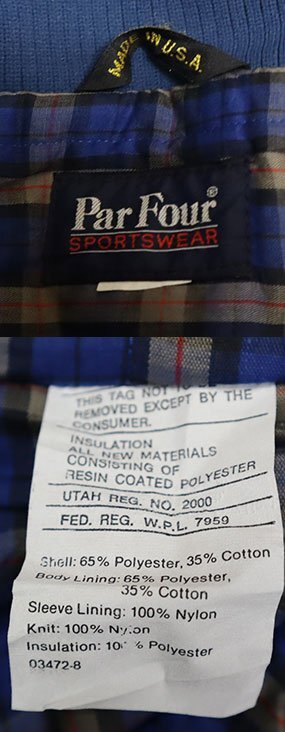 MADE IN U.S.A.
Par Four®
SPORTSWEAR
THIS TAG NOT TO BE
REMOVED EXCEPT BY THE
CONSUMER.
INSULATION
ALL NEW MATERIALS
CONSISTING OF
RESIN COATED POLYESTER
UTAH REG. NO. 2000
FED. REG. W.P.L. 7959
Shell: 65% Polyester, 35% Cotton
Body Lining: 65% Polyester,
35% Cotton
Sleeve Lining: 100% Nylon
Knit: 100% Nylon
Insulation: 100% Polyester
03472-8